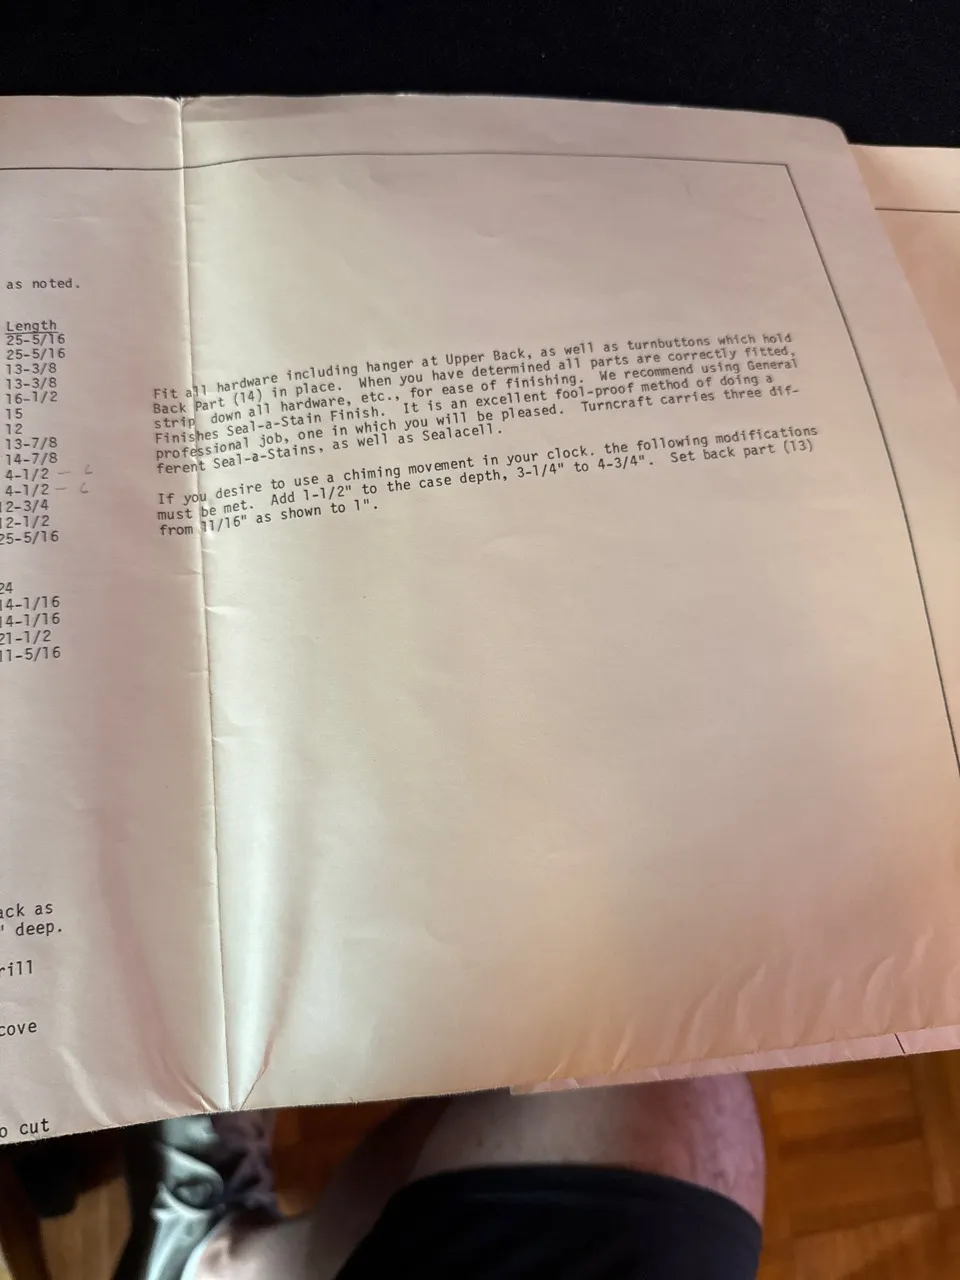 as noted.
Length
25-5/16
25-5/16
13-3/8
13-3/8
16-1/2
15
12
13-7/8
14-7/8
4-1/2 -
4-1/2 -
12-3/4
12-1/2
25-5/16
24
14-1/16
14-1/16
21-1/2
11-5/16
ack as
" deep.
rill
cove
o cut
Fit all hardware including hanger at Upper Back, as well as turnbuttons which hold
Back Part (14) in place. When you have determined all parts are correctly fitted,
strip down all hardware, etc., for ease of finishing. We recommend using General
Finishes Seal-a-Stain Finish. It is an excellent fool-proof method of doing a
professional job, one in which you will be pleased. Turncraft carries three dif-
ferent Seal-a-Stains, as well as Sealacell.
If you desire to use a chiming movement in your clock. the following modifications
must be met. Add 1-1/2" to the case depth, 3-1/4" to 4-3/4". Set back part (13)
from 11/16" as shown to 1".